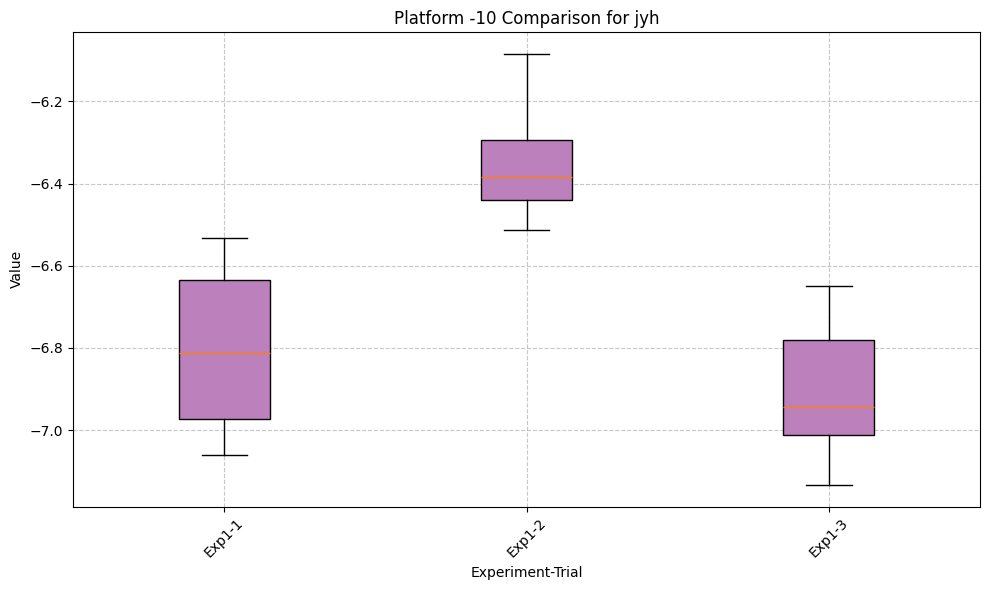 Platform -10 Comparison for jyh
Value
−6.2
−6.4
−6.6
−6.8
−7.0
Exp1-1
Exp1-2
Exp1-3
Experiment-Trial